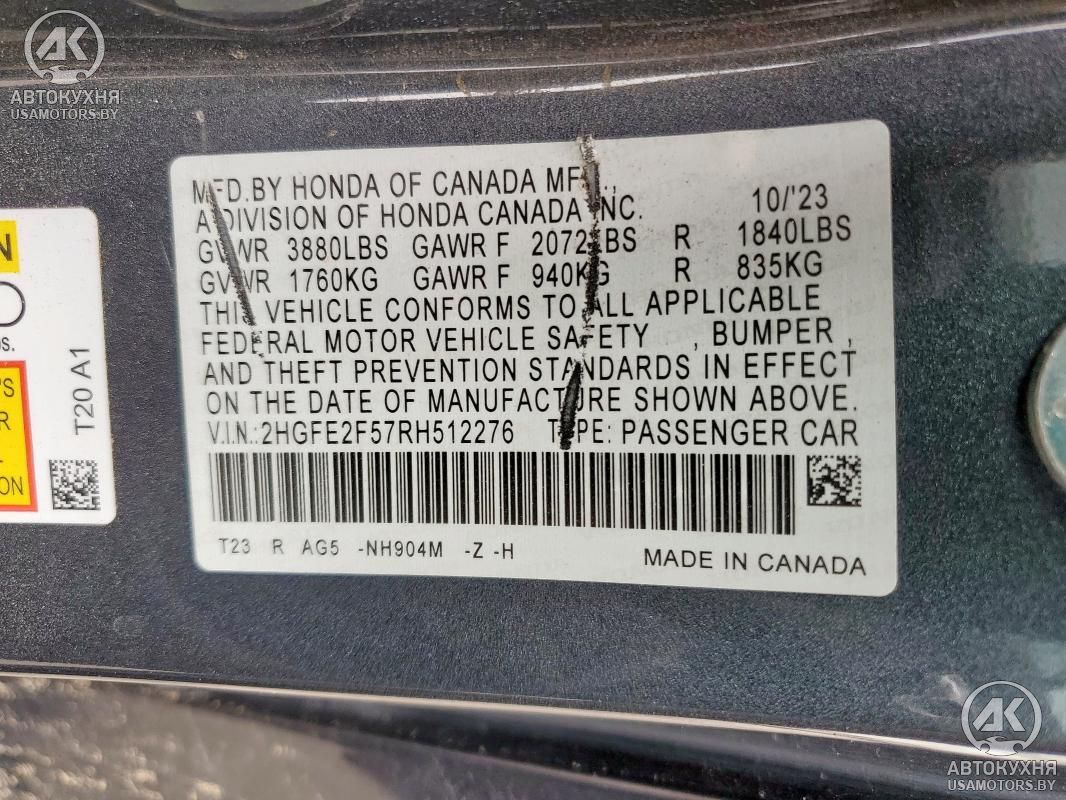 АК
АВТОКУХНЯ
USAMOTORS.BY
MFD.BY HONDA OF CANADA MFG., 10/'23
A DIVISION OF HONDA CANADA INC.
GVWR 3880LBS GAWR F 2072LBS R 1840LBS
GVWR 1760KG GAWR F 940KG R 835KG
THIS VEHICLE CONFORMS TO ALL APPLICABLE
FEDERAL MOTOR VEHICLE SAFETY , BUMPER ,
AND THEFT PREVENTION STANDARDS IN EFFECT
ON THE DATE OF MANUFACTURE SHOWN ABOVE.
V.I.N.:2HGFE2F57RH512276 TYPE: PASSENGER CAR
T23 R AG5 -NH904M -Z -H
MADE IN CANADA
T20 A1
АК
АВТОКУХНЯ
USAMOTORS.BY